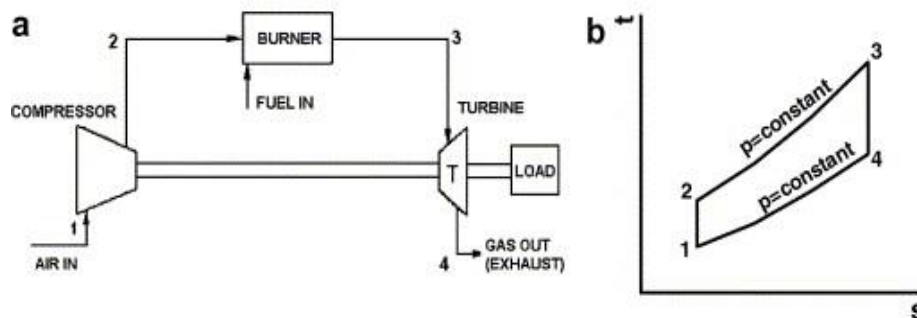 a
2
BURNER
3
FUEL IN
COMPRESSOR
TURBINE
T
LOAD
1
AIR IN
4
GAS OUT
(EXHAUST)
b
t
3
p=constant
2
p=constant
4
1
s